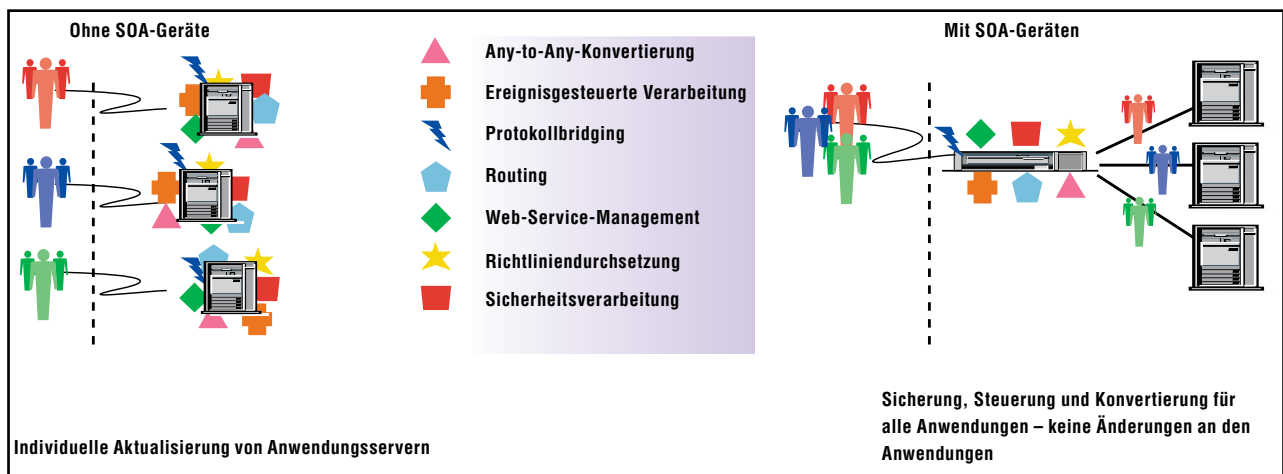 Ohne SOA-Geräte
Any-to-Any-Konvertierung
Ereignisgesteuerte Verarbeitung
Protokollbridging
Routing
Web-Service-Management
Richtliniendurchsetzung
Sicherheitsverarbeitung
Mit SOA-Geräten
Individuelle Aktualisierung von Anwendungsservern
Sicherung, Steuerung und Konvertierung für
alle Anwendungen – keine Änderungen an den
Anwendungen